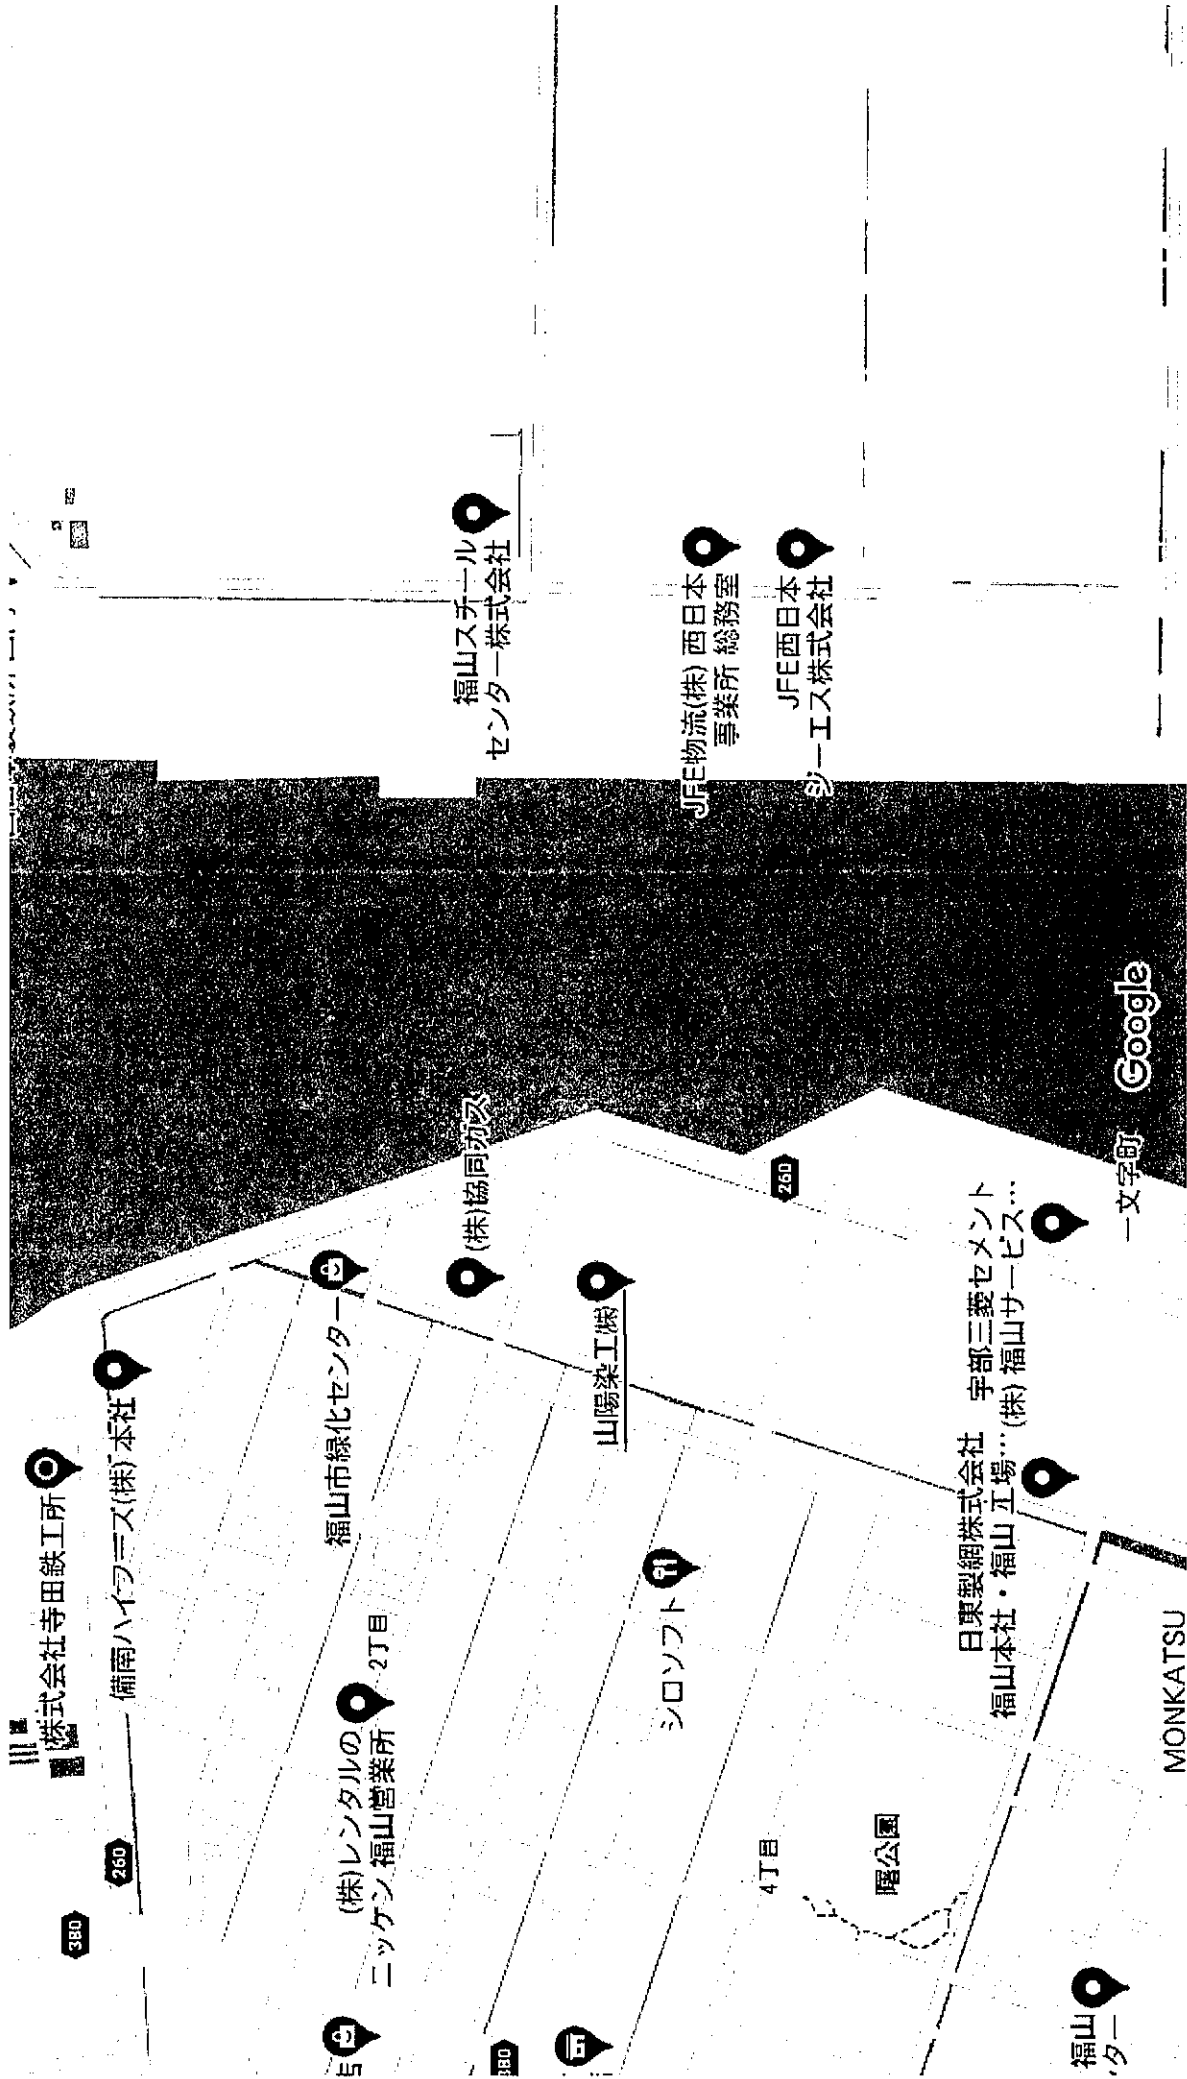 株式会社寺田鉄工所
備南ハイフーズ(株) 本社
380
260
福山市緑化センター
(株)レンタルの
ニッケン 福山営業所
2丁目
(株)協同ガス
福山スチール
センター株式会社
山陽染工(株)
シロソフト
JFE物流(株) 西日本
事業所 総務室
JFE西日本
ジーエス株式会社
260
4丁目
曙公園
日東製網株式会社
福山本社・福山 工場…
宇部三菱セメント
(株) 福山サービス…
一文字町
Google
MONKATSU
福山